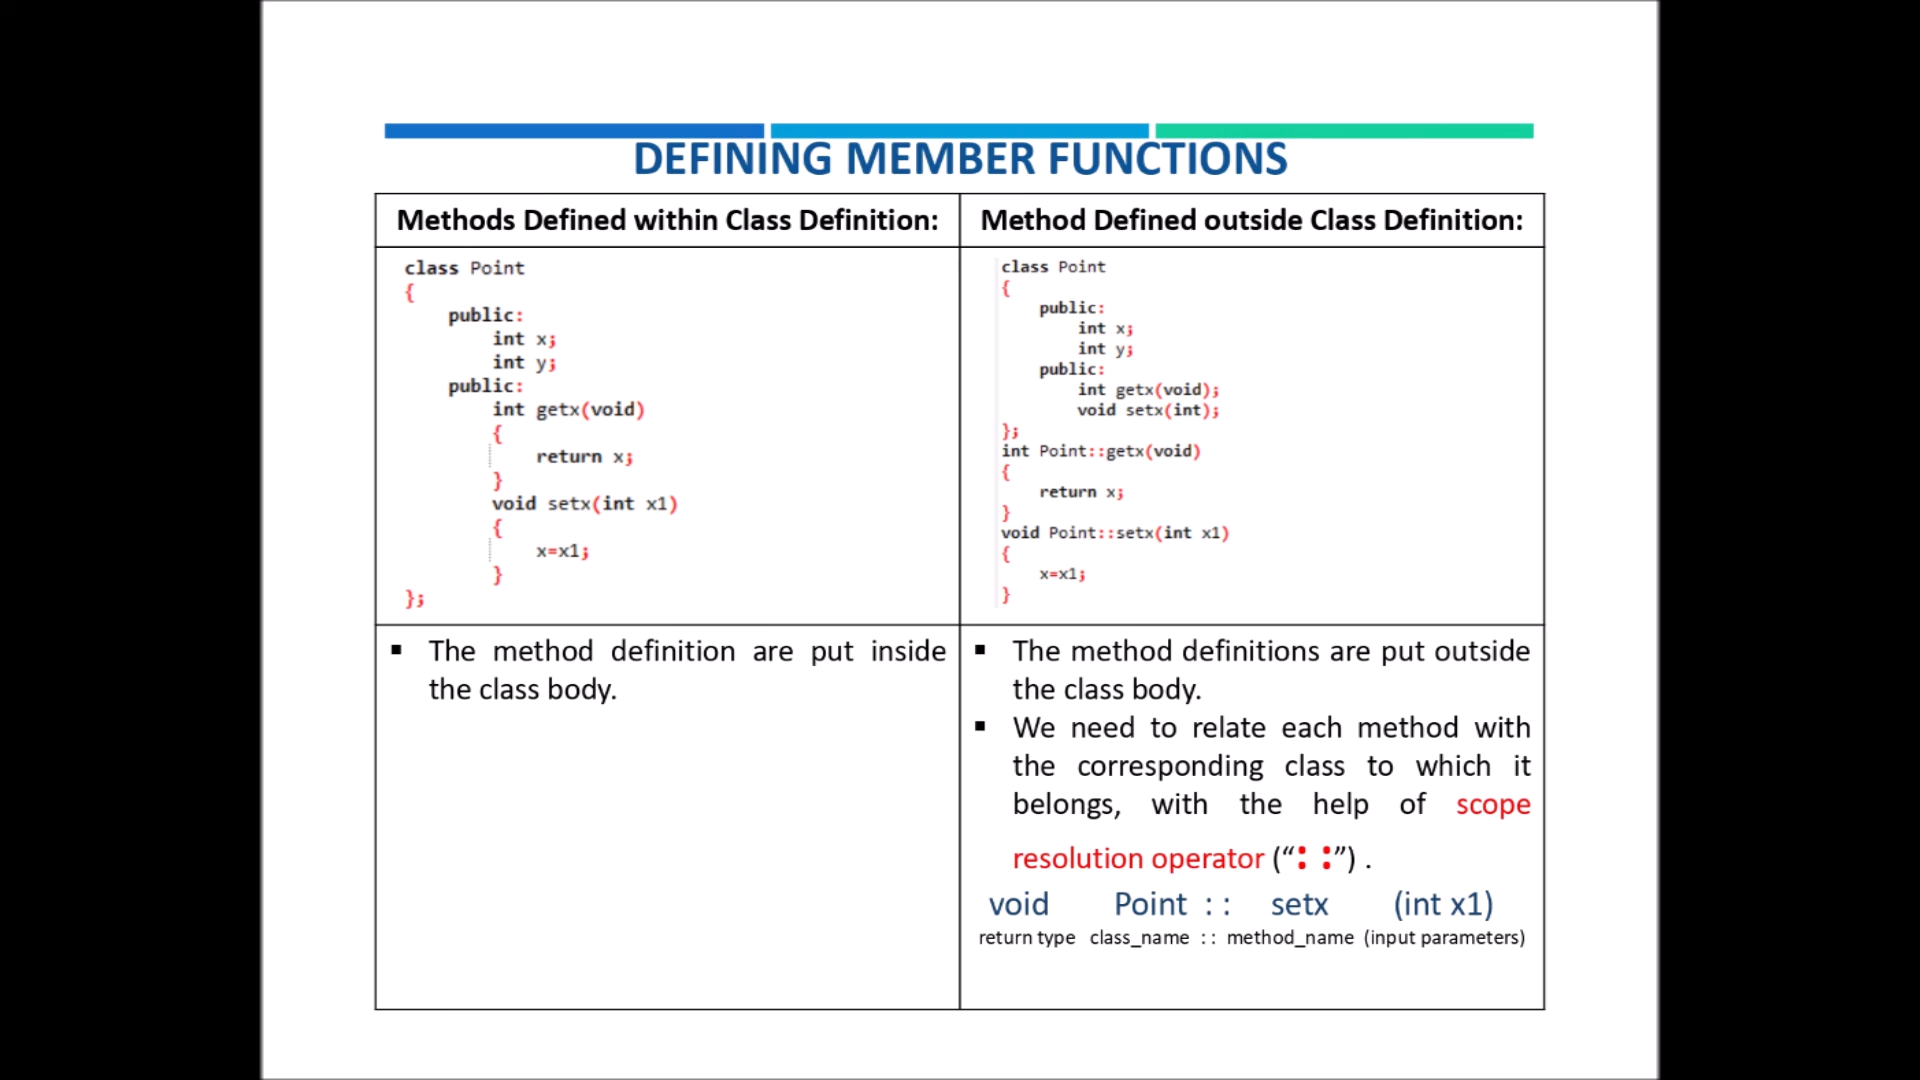 DEFINING MEMBER FUNCTIONS
Methods Defined within Class Definition:
class Point
{
public:
int x;
int y;
public:
int getx(void)
{
return x;
}
void setx(int x1)
{
x=x1;
}
};
▪ The method definition are put inside
the class body.
Method Defined outside Class Definition:
class Point
{
public:
int x;
int y;
public:
int getx(void);
void setx(int);
};
int Point::getx(void)
{
return x;
}
void Point::setx(int x1)
{
x=x1;
}
▪ The method definitions are put outside
the class body.
▪ We need to relate each method with
the corresponding class to which it
belongs, with the help of scope
resolution operator (“: :”) .
void Point : : setx (int x1)
return type class_name : : method_name (input parameters)